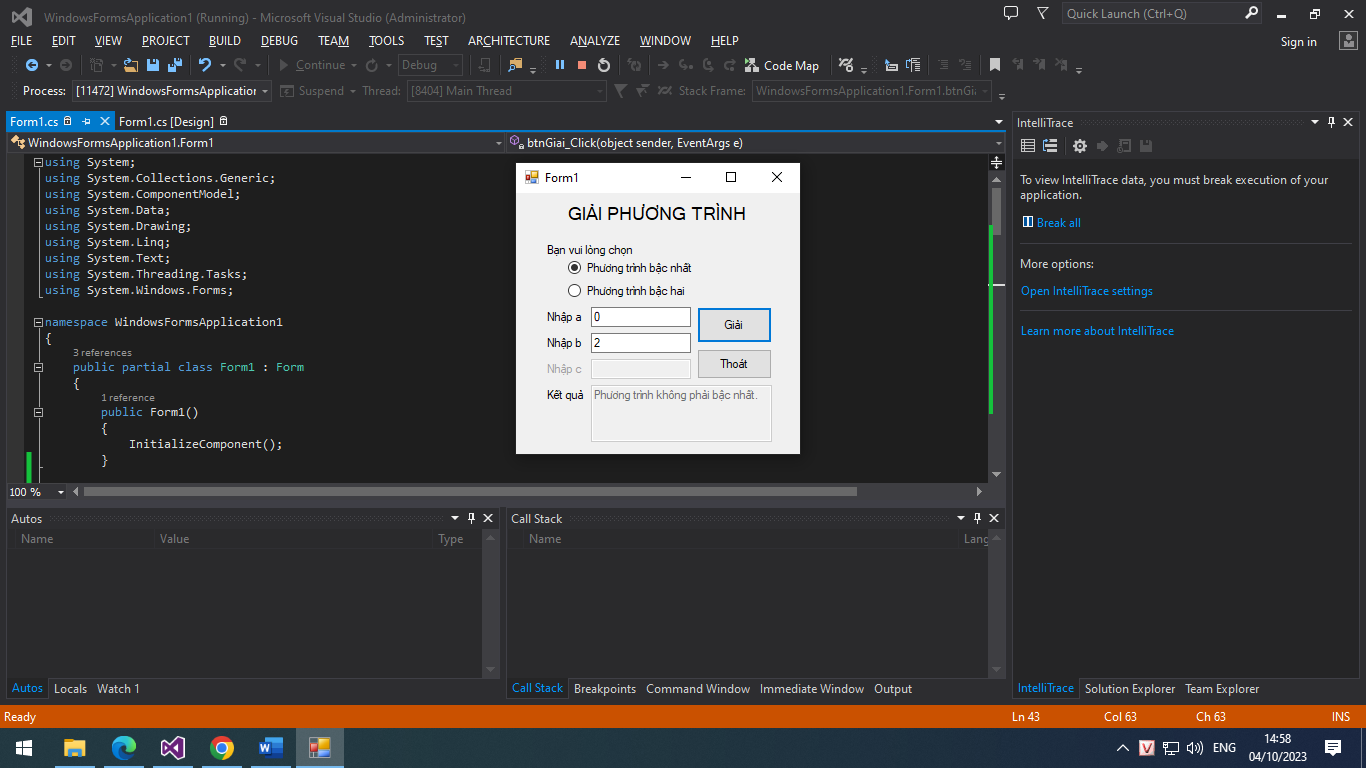 WindowsFormsApplication1 (Running) - Microsoft Visual Studio (Administrator)
Quick Launch (Ctrl+Q)
FILE EDIT VIEW PROJECT BUILD DEBUG TEAM TOOLS TEST ARCHITECTURE ANALYZE WINDOW HELP
Sign in
Continue Debug Code Map
Process: [11472] WindowsFormsApplication Suspend Thread: [8404] Main Thread Stack Frame: WindowsFormsApplication1.Form1.btnGia
Form1.cs Form1.cs [Design]
WindowsFormsApplication1.Form1
btnGiai_Click(object sender, EventArgs e)
using System;
using System.Collections.Generic;
using System.ComponentModel;
using System.Data;
using System.Drawing;
using System.Linq;
using System.Text;
using System.Threading.Tasks;
using System.Windows.Forms;
namespace WindowsFormsApplication1
{
3 references
public partial class Form1 : Form
{
1 reference
public Form1()
{
InitializeComponent();
}
100 %
Form1
GIẢI PHƯƠNG TRÌNH
Bạn vui lòng chọn
Phương trình bậc nhất
Phương trình bậc hai
Nhập a 0 Giải
Nhập b 2
Thoát
Nhập c
Kết quả Phương trình không phải bậc nhất.
IntelliTrace
To view IntelliTrace data, you must break execution of your
application.
Break all
More options:
Open IntelliTrace settings
Learn more about IntelliTrace
Autos
Name Value Type
Call Stack
Name Lang
Autos Locals Watch 1
Call Stack Breakpoints Command Window Immediate Window Output
IntelliTrace Solution Explorer Team Explorer
Ready Ln 43 Col 63 Ch 63 INS
ENG
14:58
04/10/2023